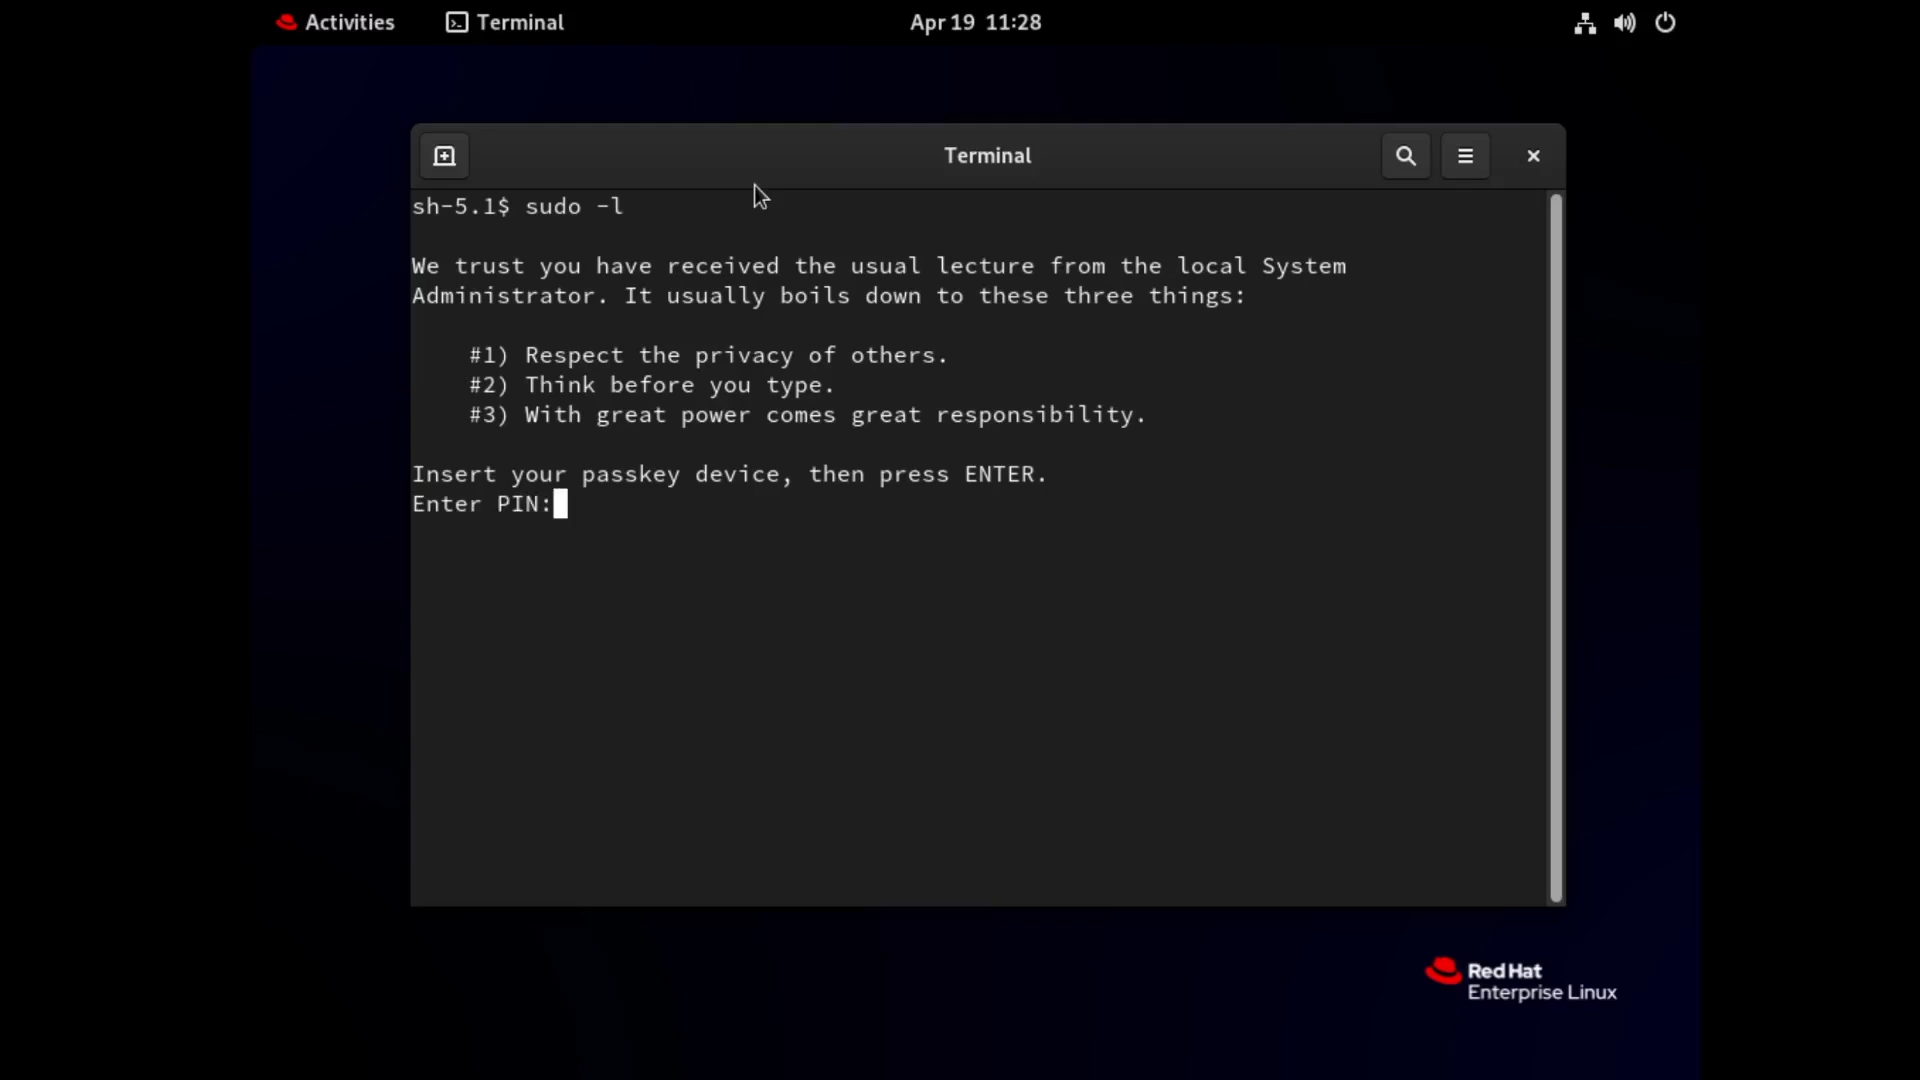 Activities Terminal Apr 19 11:28
Terminal
sh-5.1$ sudo -l
We trust you have received the usual lecture from the local System
Administrator. It usually boils down to these three things:
#1) Respect the privacy of others.
#2) Think before you type.
#3) With great power comes great responsibility.
Insert your passkey device, then press ENTER.
Enter PIN:
Red Hat
Enterprise Linux